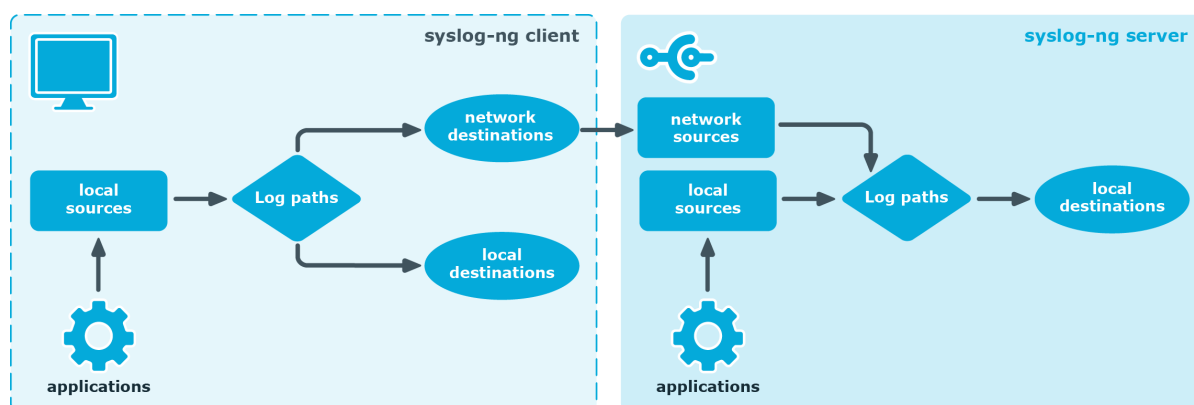 syslog-ng client
network
destinations
local
sources
Log paths
local
destinations
applications
syslog-ng server
network
sources
local
sources
Log paths
local
destinations
applications